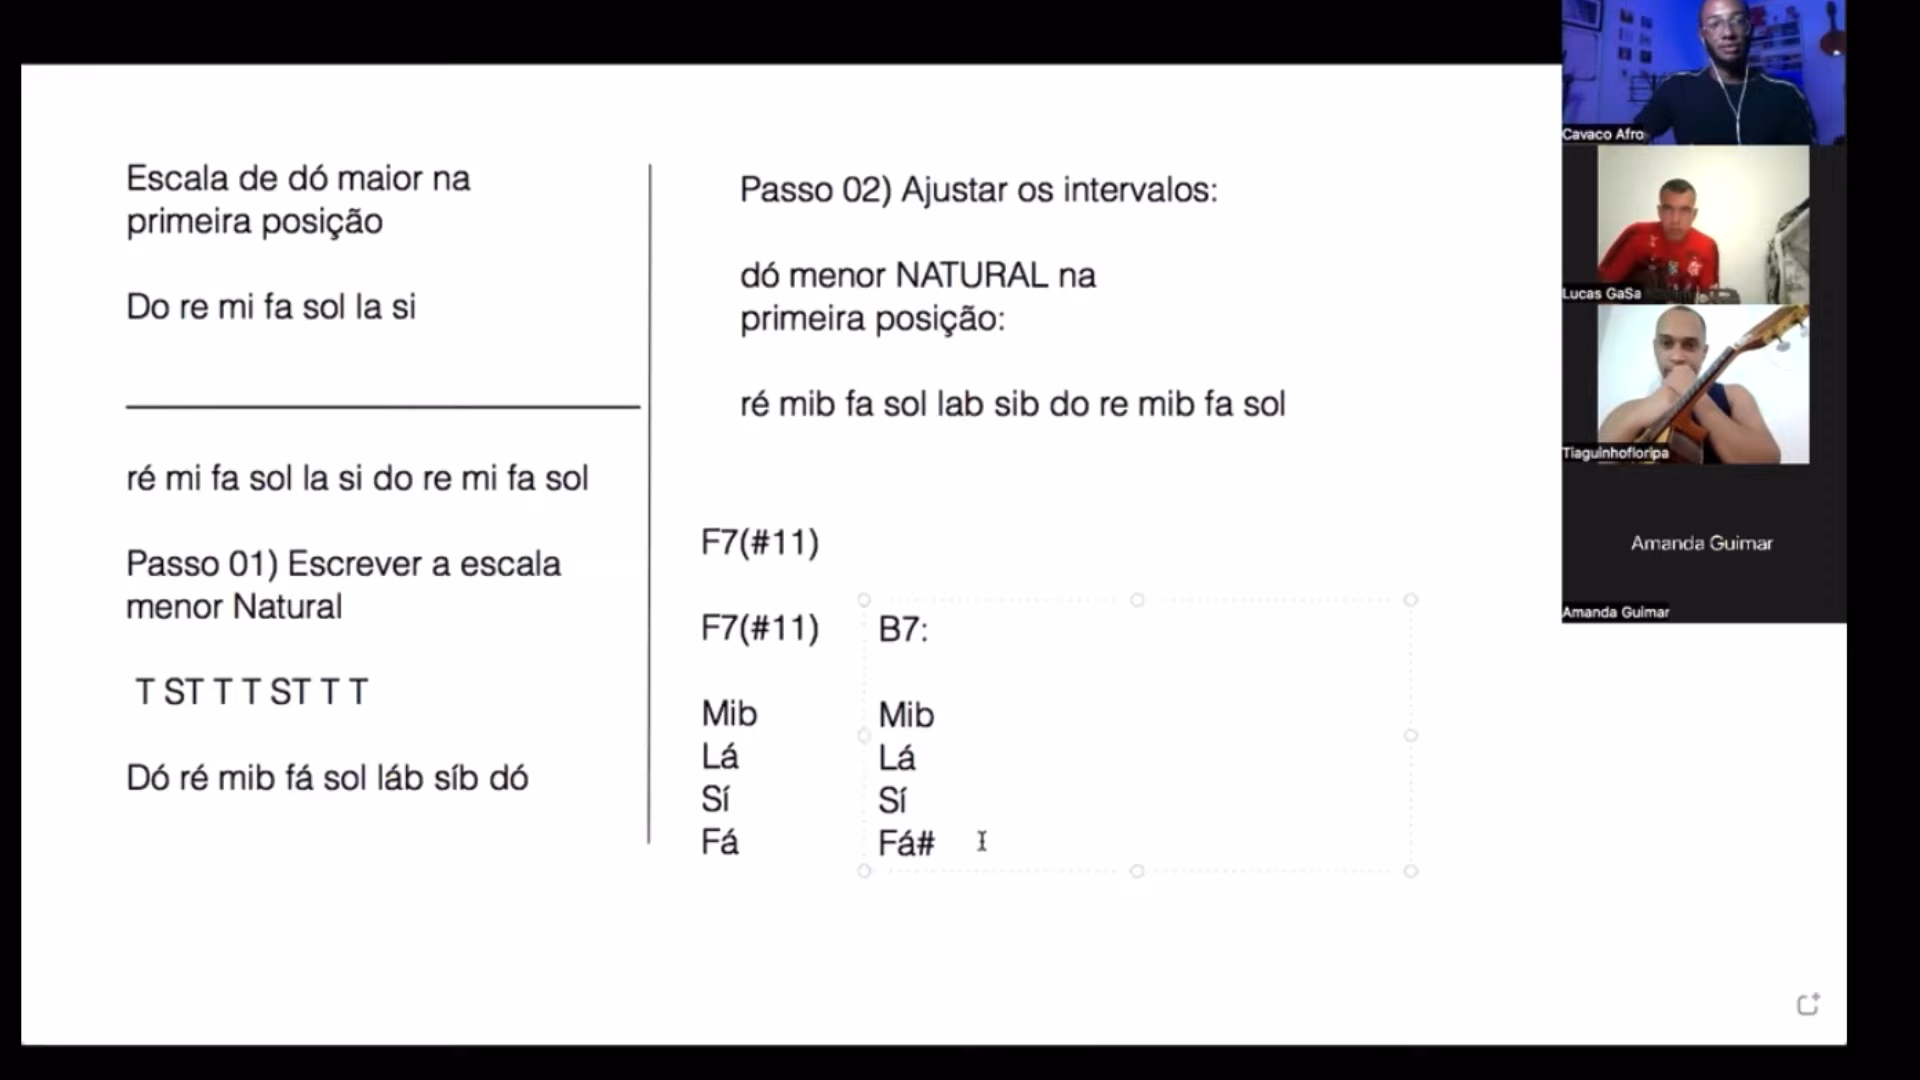 Escala de dó maior na
primeira posição
Do re mi fa sol la si
ré mi fa sol la si do re mi fa sol
Passo 01) Escrever a escala
menor Natural
T ST T T ST T T
Dó ré mib fá sol láb síb dó
Passo 02) Ajustar os intervalos:
dó menor NATURAL na
primeira posição:
ré mib fa sol lab sib do re mib fa sol
F7(#11)
F7(#11)
Mib
Lá
Sí
Fá
B7:
Mib
Lá
Sí
Fá#
Cavaco Afro
Lucas GaSa
Tiaguinhofloripa
Amanda Guimar
Amanda Guimar